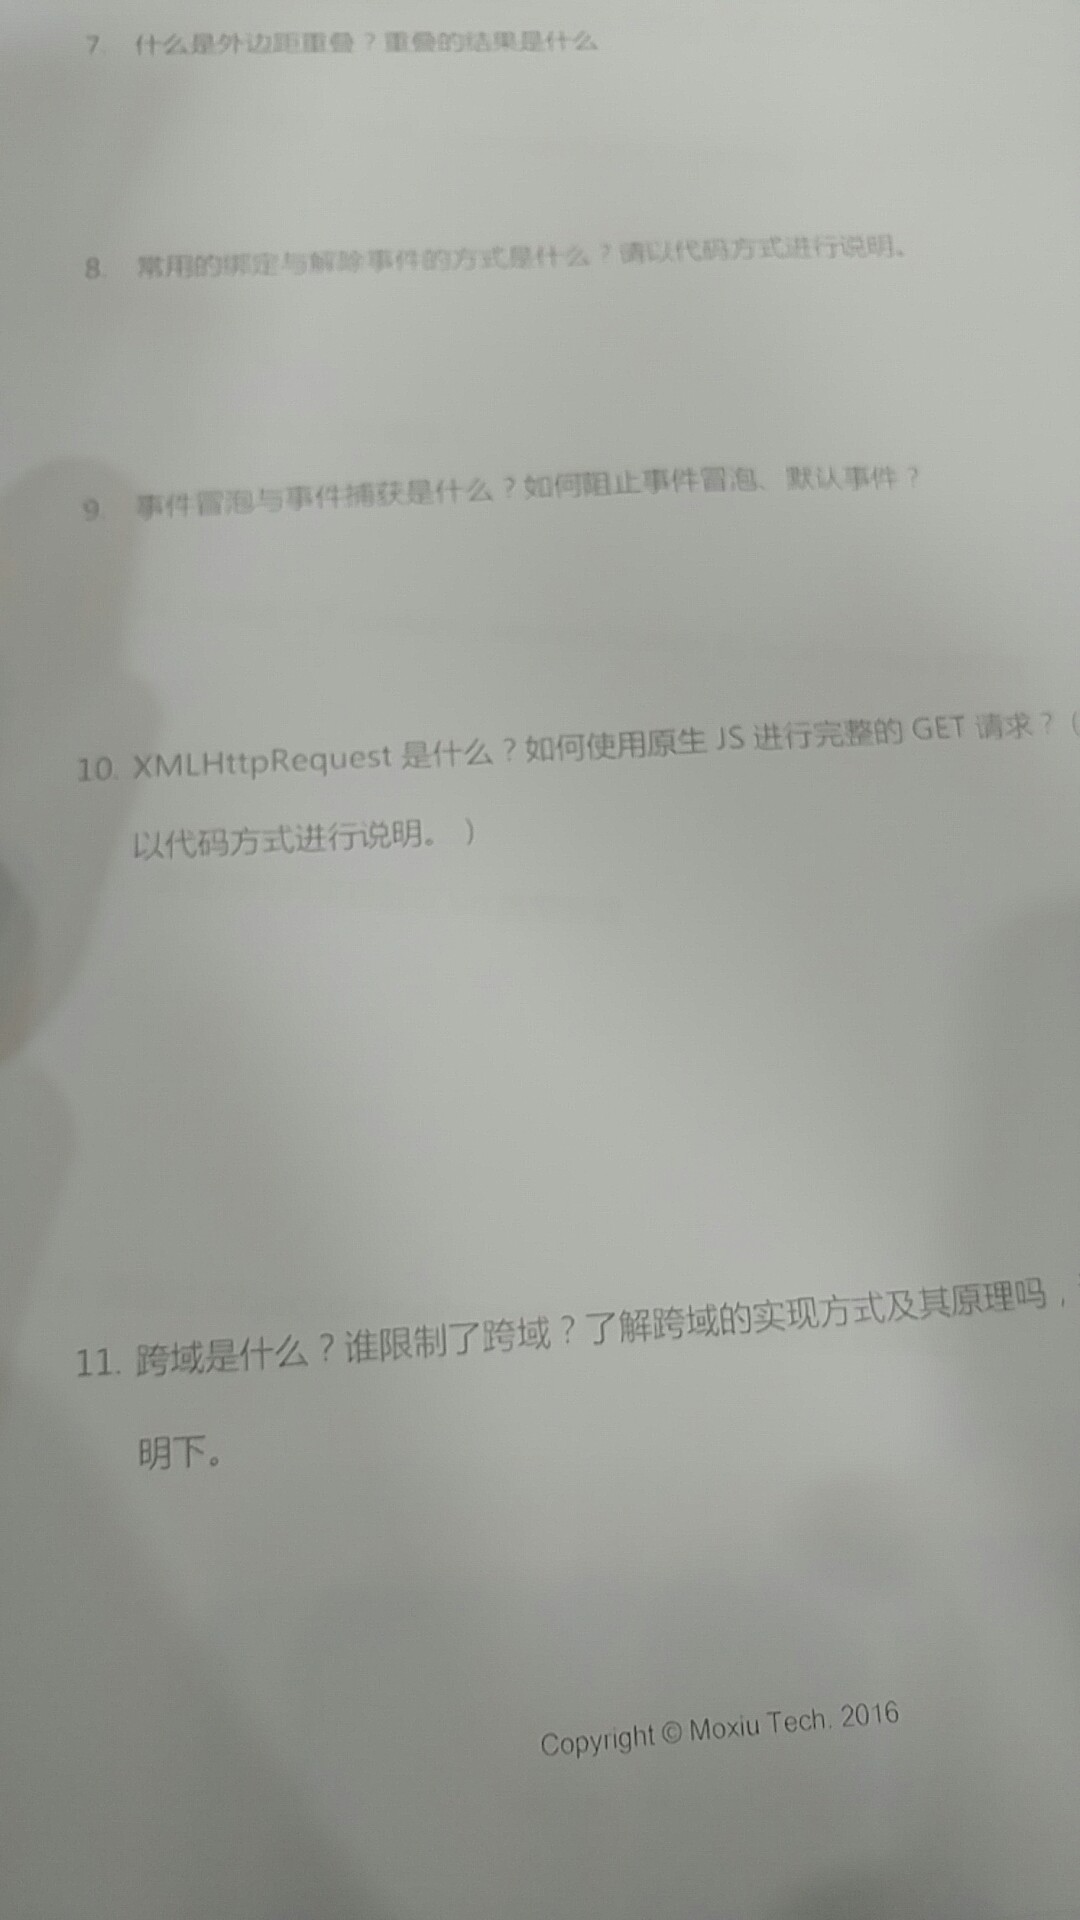 7. 什么是外边距重叠？重叠的结果是什么
8. 常用的绑定与解除事件的方式是什么？请以代码方式进行说明。
9. 事件冒泡与事件捕获是什么？如何阻止事件冒泡、默认事件？
10. XMLHttpRequest 是什么？如何使用原生 JS 进行完整的 GET 请求？（
以代码方式进行说明。）
11. 跨域是什么？谁限制了跨域？了解跨域的实现方式及其原理吗，
明下。
Copyright © Moxiu Tech. 2016